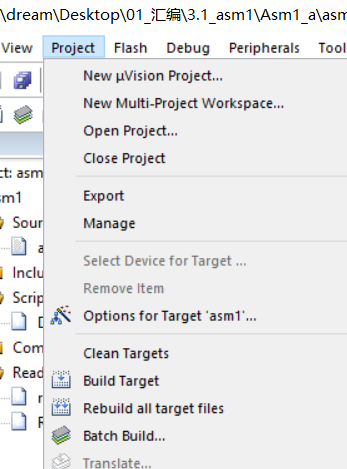 \dream\Desktop\01_汇编\3.1_asm1\Asm1_a\asm
View Project Flash Debug Peripherals Tool
New µVision Project...
New Multi-Project Workspace...
Open Project...
Close Project
ct: asm
Export
sm1
Manage
Sour
a
Select Device for Target ...
Inclu
Remove Item
Scrip
Options for Target 'asm1'...
D
Com
Clean Targets
Read
Build Target
r
Rebuild all target files
R
Batch Build...
Translate...